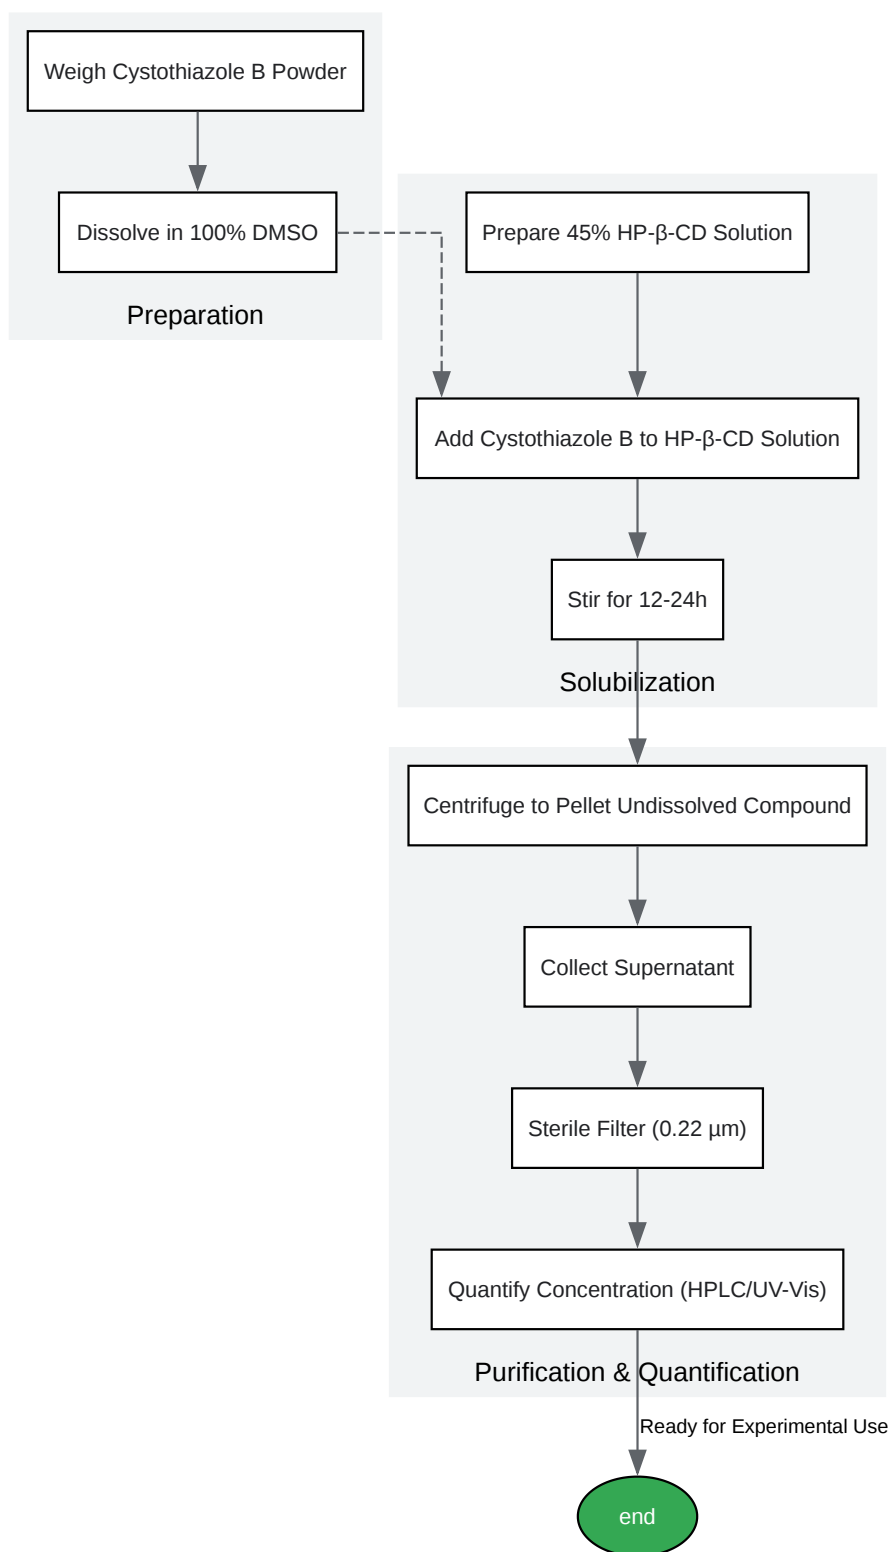 Weigh Cystothiazole B Powder
Dissolve in 100% DMSO
Preparation
Prepare 45% HP-β-CD Solution
Add Cystothiazole B to HP-β-CD Solution
Stir for 12-24h
Solubilization
Centrifuge to Pellet Undissolved Compound
Collect Supernatant
Sterile Filter (0.22 µm)
Quantify Concentration (HPLC/UV-Vis)
Purification & Quantification
Ready for Experimental Use
end